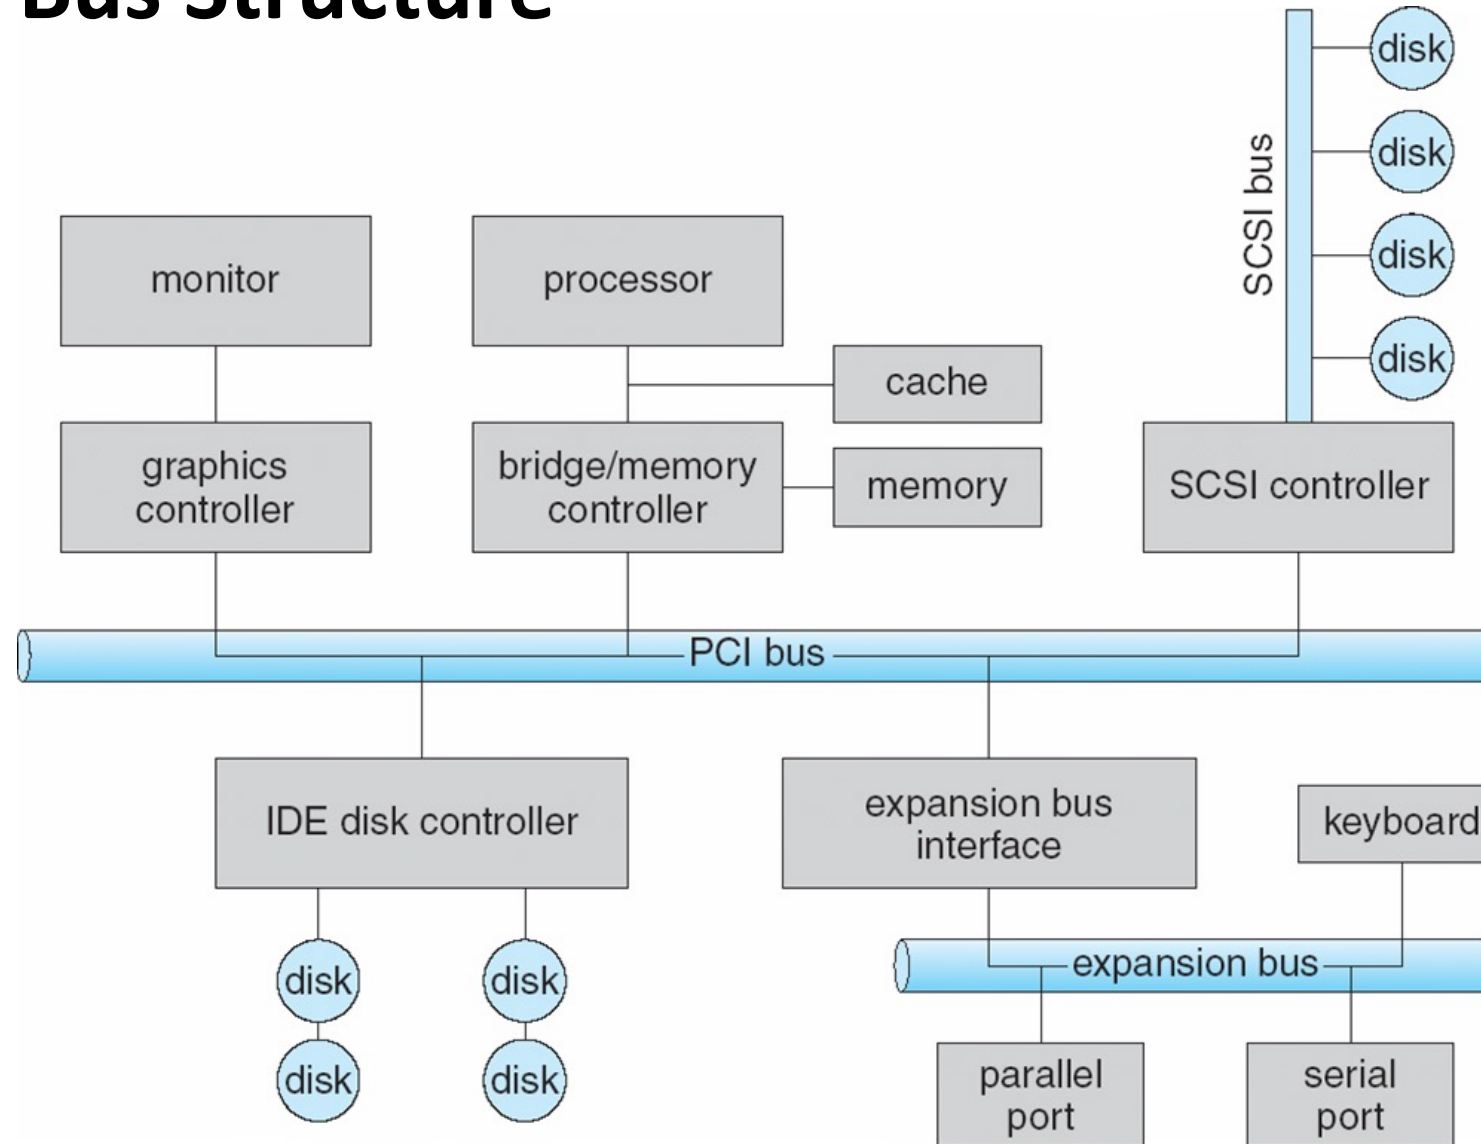 Bus Structure
disk
disk
disk
disk
SCSI bus
monitor
processor
cache
graphics
controller
bridge/memory
controller
memory
SCSI controller
PCI bus
IDE disk controller
expansion bus
interface
keyboard
disk
disk
disk
disk
expansion bus
parallel
port
serial
port